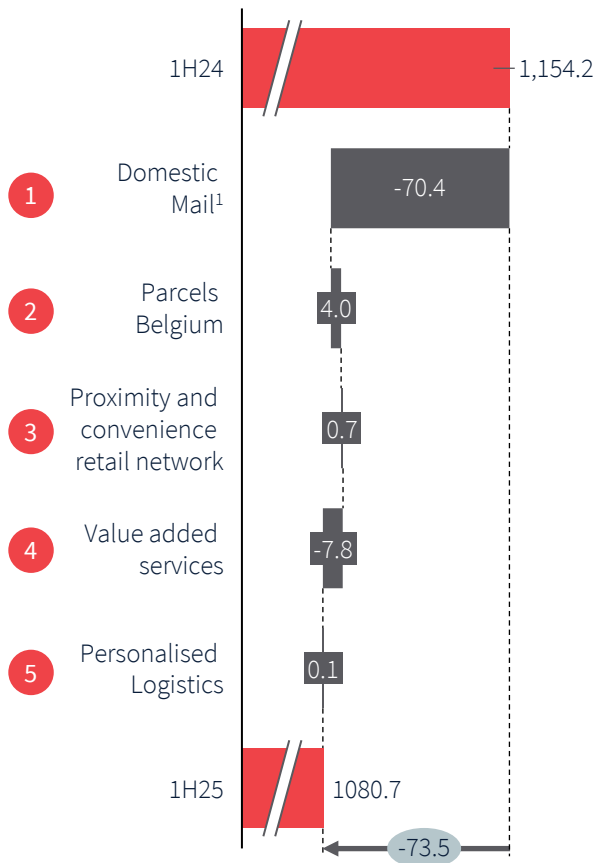 1H24
1,154.2
1
Domestic
Mail¹
-70.4
2
Parcels
Belgium
4.0
3
Proximity and
convenience
retail network
0.7
4
Value added
services
-7.8
5
Personalised
Logistics
0.1
1H25
1080.7
-73.5